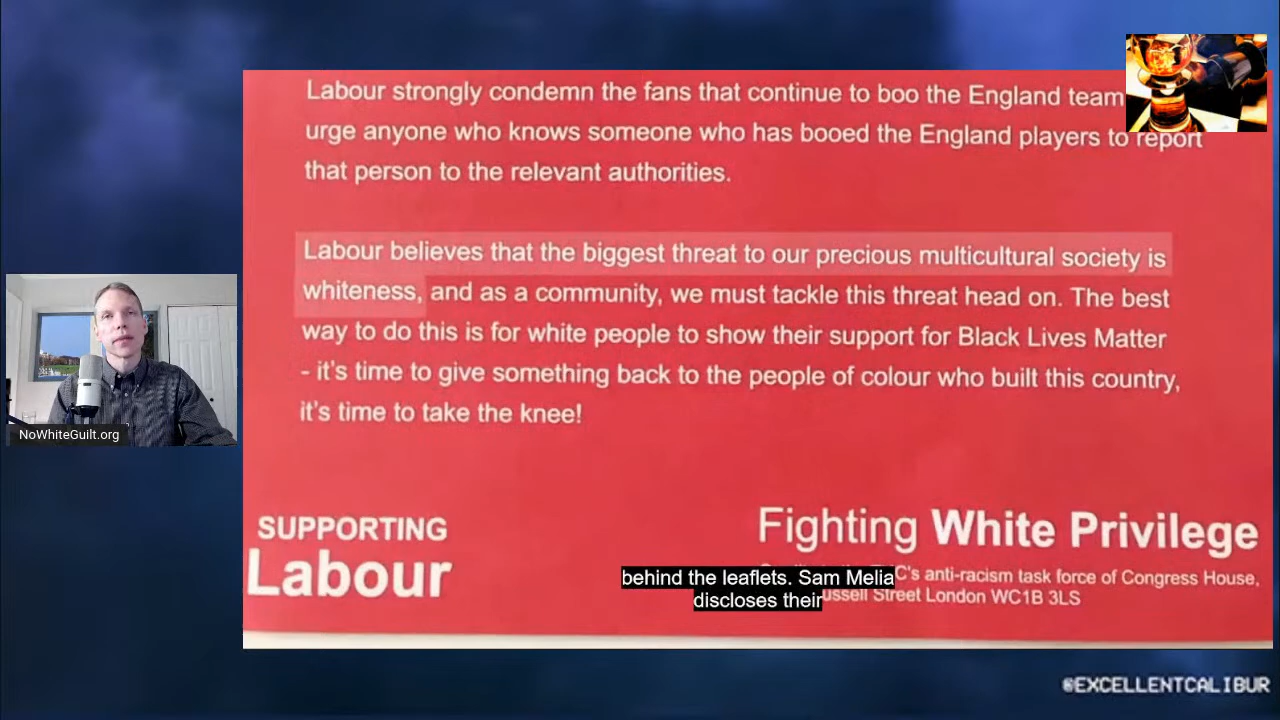 Labour strongly condemn the fans that continue to boo the England team
urge anyone who knows someone who has booed the England players to report
that person to the relevant authorities.
Labour believes that the biggest threat to our precious multicultural society is
whiteness, and as a community, we must tackle this threat head on. The best
way to do this is for white people to show their support for Black Lives Matter
- it's time to give something back to the people of colour who built this country,
it's time to take the knee!
NoWhiteGuilt.org
SUPPORTING
Labour
Fighting White Privilege
C's anti-racism task force of Congress House,
ussell Street London WC1B 3LS
behind the leaflets. Sam Melia
discloses their
@EXCELLENTCALIBUR